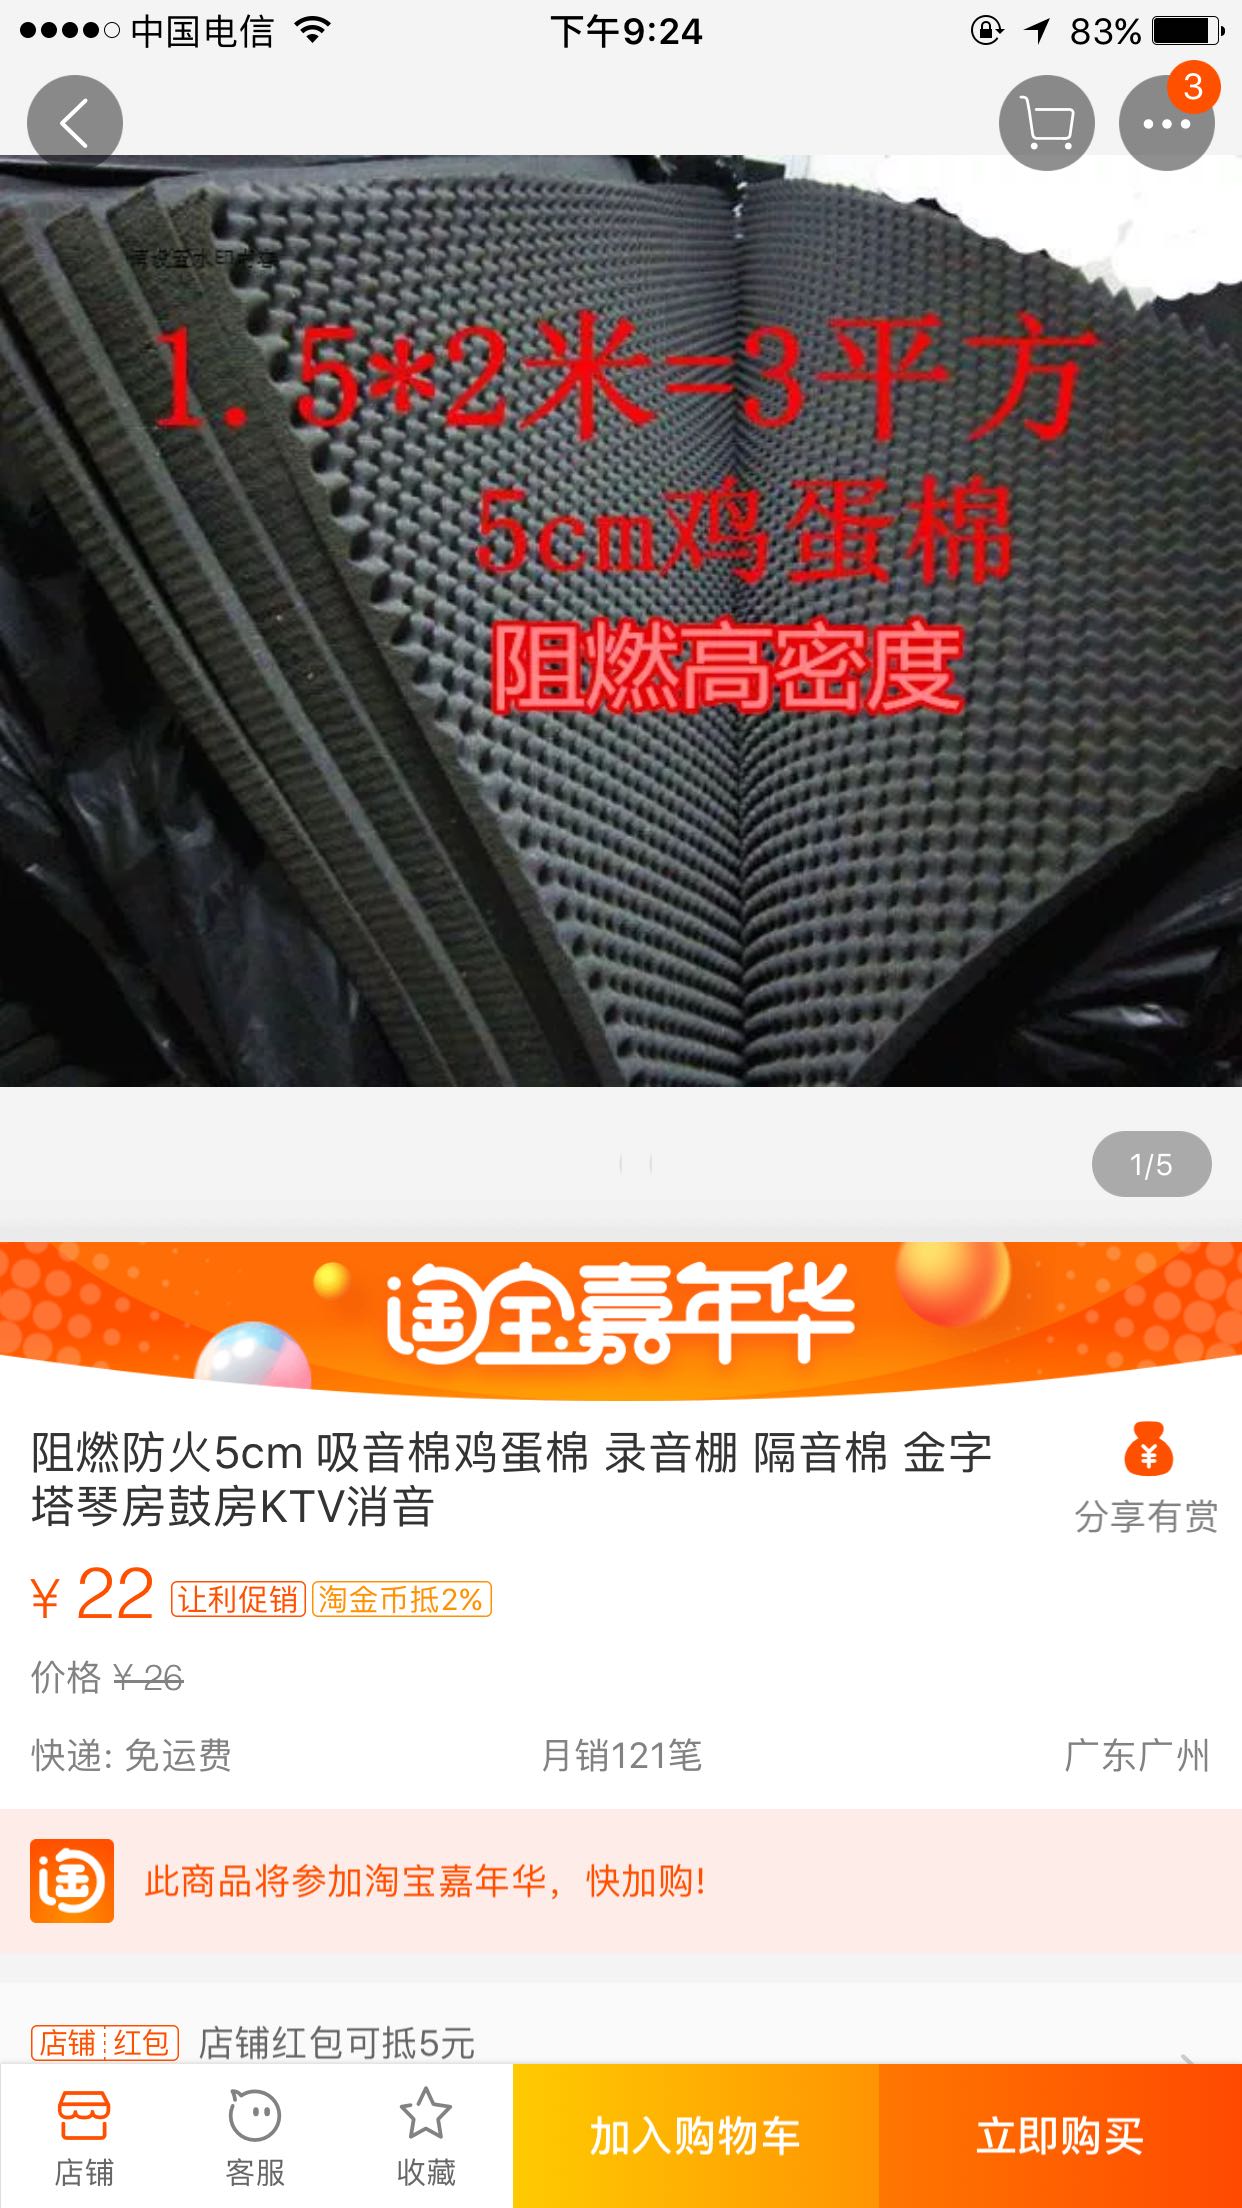 中国电信
下午9:24
83%
3
1.5*2米=3平方
5cm鸡蛋棉
阻燃高密度
1/5
淘宝嘉年华
阻燃防火5cm 吸音棉鸡蛋棉 录音棚 隔音棉 金字
塔琴房鼓房KTV消音
分享有赏
¥ 22 让利促销 淘金币抵2%
价格 ¥ 26
快递: 免运费 月销121笔 广东广州
淘 此商品将参加淘宝嘉年华，快加购!
店铺 红包 店铺红包可抵5元
店铺 客服 收藏 加入购物车 立即购买